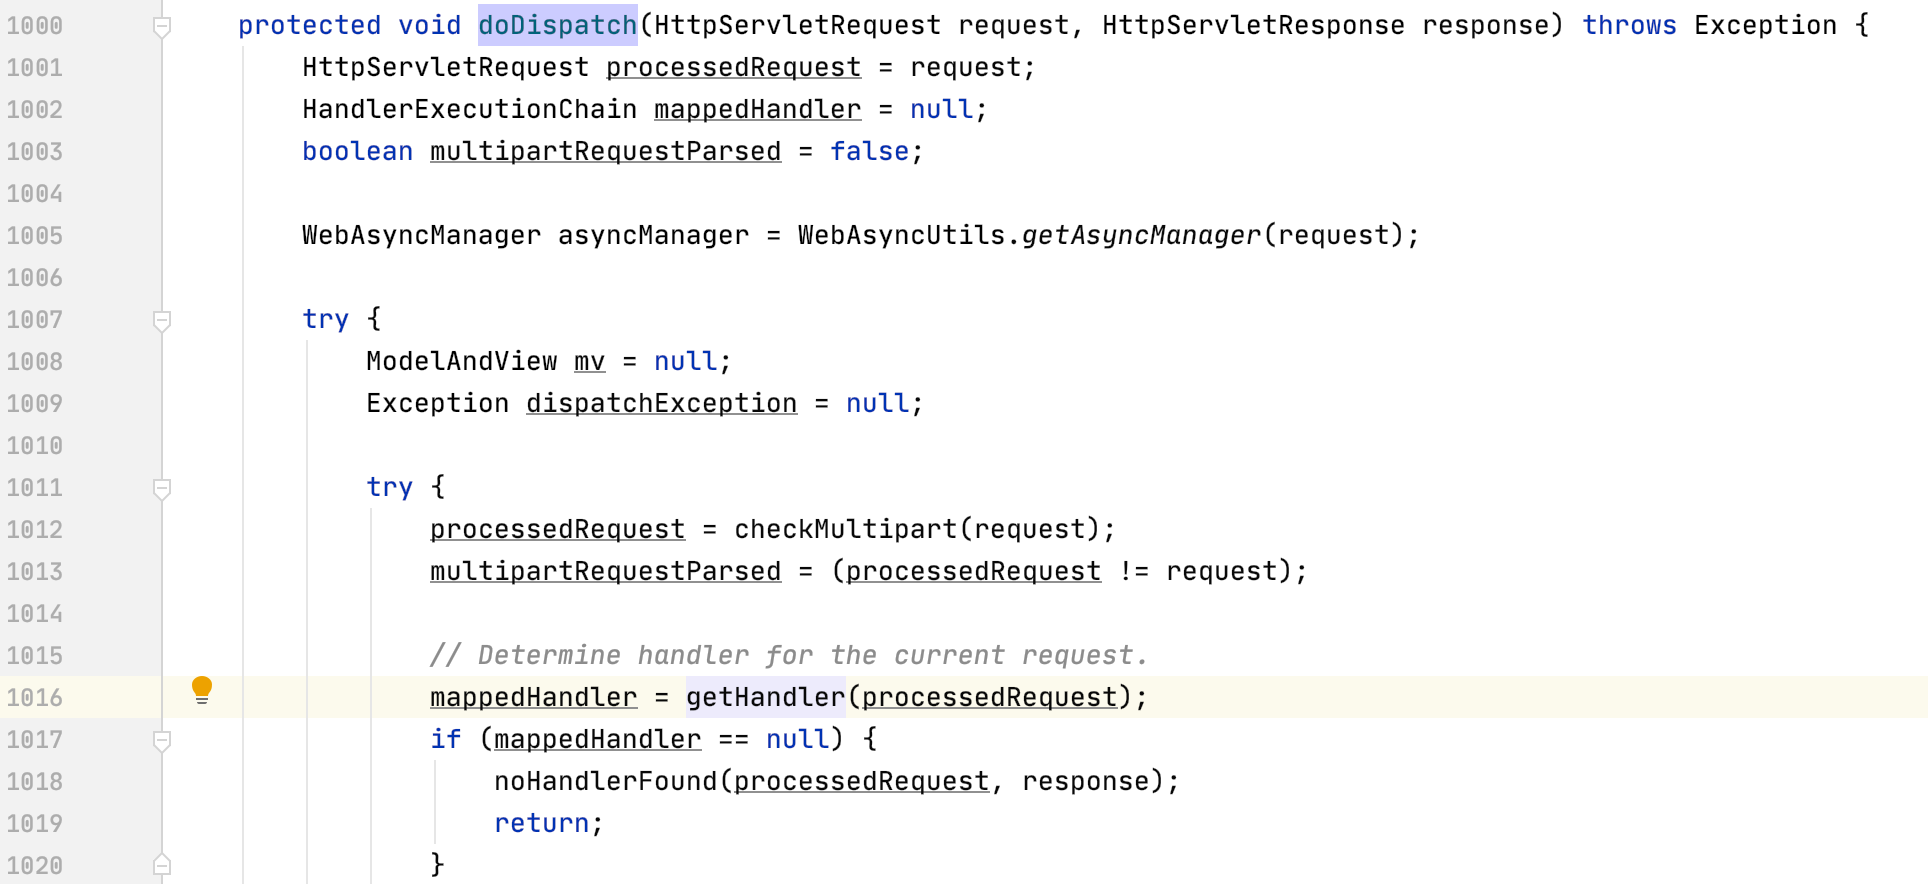 1000 protected void doDispatch(HttpServletRequest request, HttpServletResponse response) throws Exception {
1001 HttpServletRequest processedRequest = request;
1002 HandlerExecutionChain mappedHandler = null;
1003 boolean multipartRequestParsed = false;
1004
1005 WebAsyncManager asyncManager = WebAsyncUtils.getAsyncManager(request);
1006
1007 try {
1008 ModelAndView mv = null;
1009 Exception dispatchException = null;
1010
1011 try {
1012 processedRequest = checkMultipart(request);
1013 multipartRequestParsed = (processedRequest != request);
1014
1015 // Determine handler for the current request.
1016 mappedHandler = getHandler(processedRequest);
1017 if (mappedHandler == null) {
1018 noHandlerFound(processedRequest, response);
1019 return;
1020 }